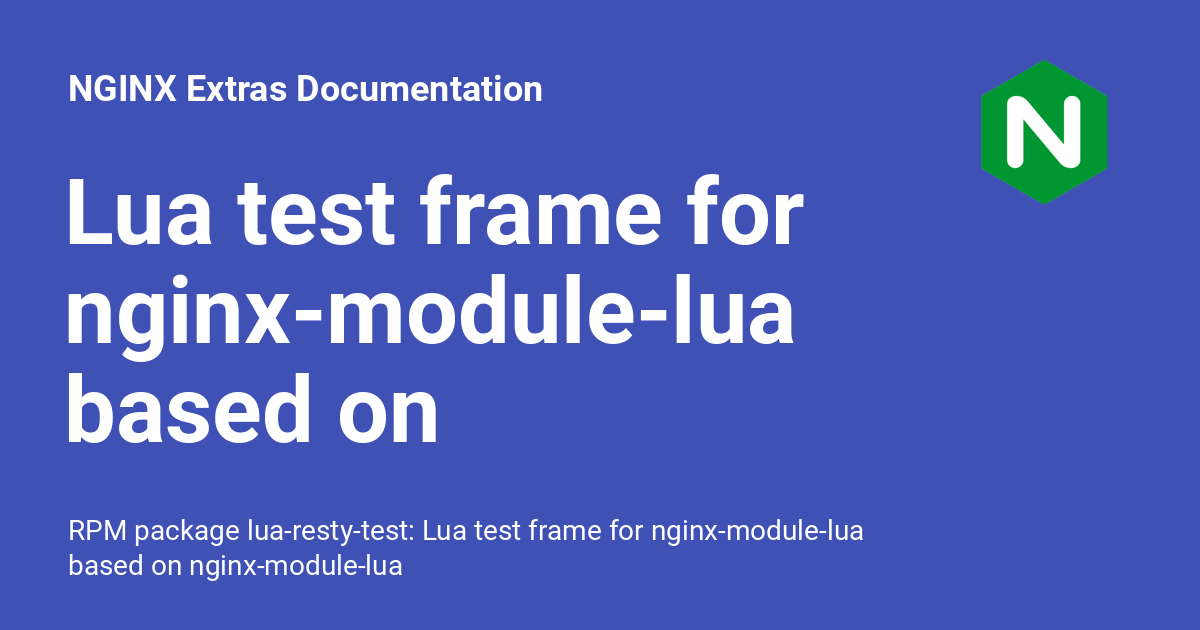 NGINX Extras Documentation
N
Lua test frame for
nginx-module-lua
based on
RPM package lua-resty-test: Lua test frame for nginx-module-lua
based on nginx-module-lua